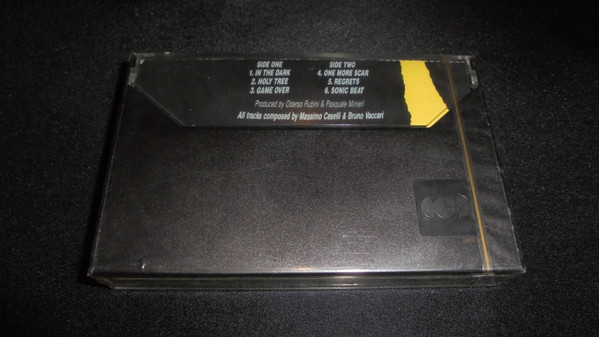 SIDE ONE
1. IN THE DARK
2. HOLY TREE
3. GAME OVER
SIDE TWO
4. ONE MORE SCAR
5. REGRETS
6. SONIC BEAT
Produced by Oderso Rubini & Pasquale Minieri
All tracks composed by Massimo Caselli & Bruno Vaccari